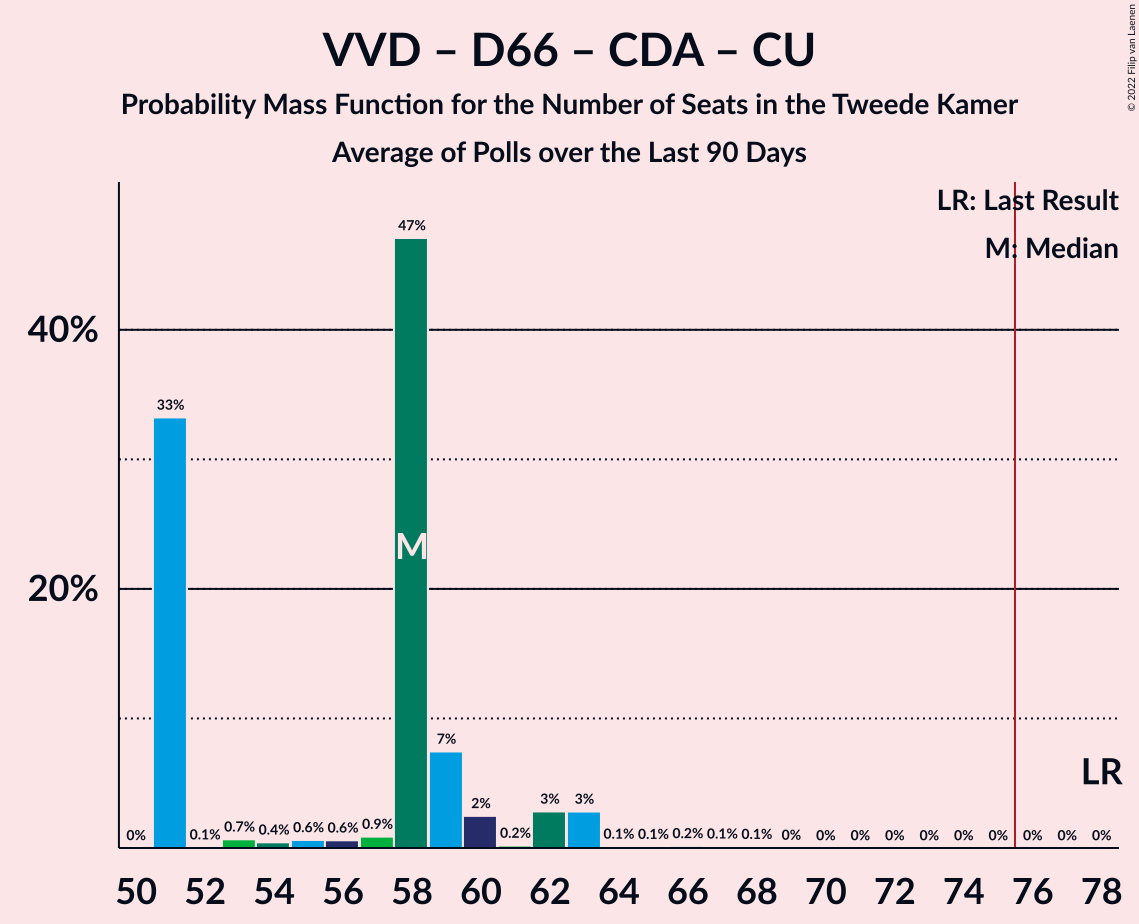 VVD – D66 – CDA – CU
Probability Mass Function for the Number of Seats in the Tweede Kamer
Average of Polls over the Last 90 Days
© 2022 Filip van Laenen
LR: Last Result
M: Median
40%
20%
0% 33% 0.1% 0.7% 0.4% 0.6% 0.6% 0.9% 47% 7% 2% 0.2% 3% 3% 0.1% 0.1% 0.2% 0.1% 0.1% 0% 0% 0% 0% 0% 0% 0% 0% 0% 0%
M
LR
50 52 54 56 58 60 62 64 66 68 70 72 74 76 78